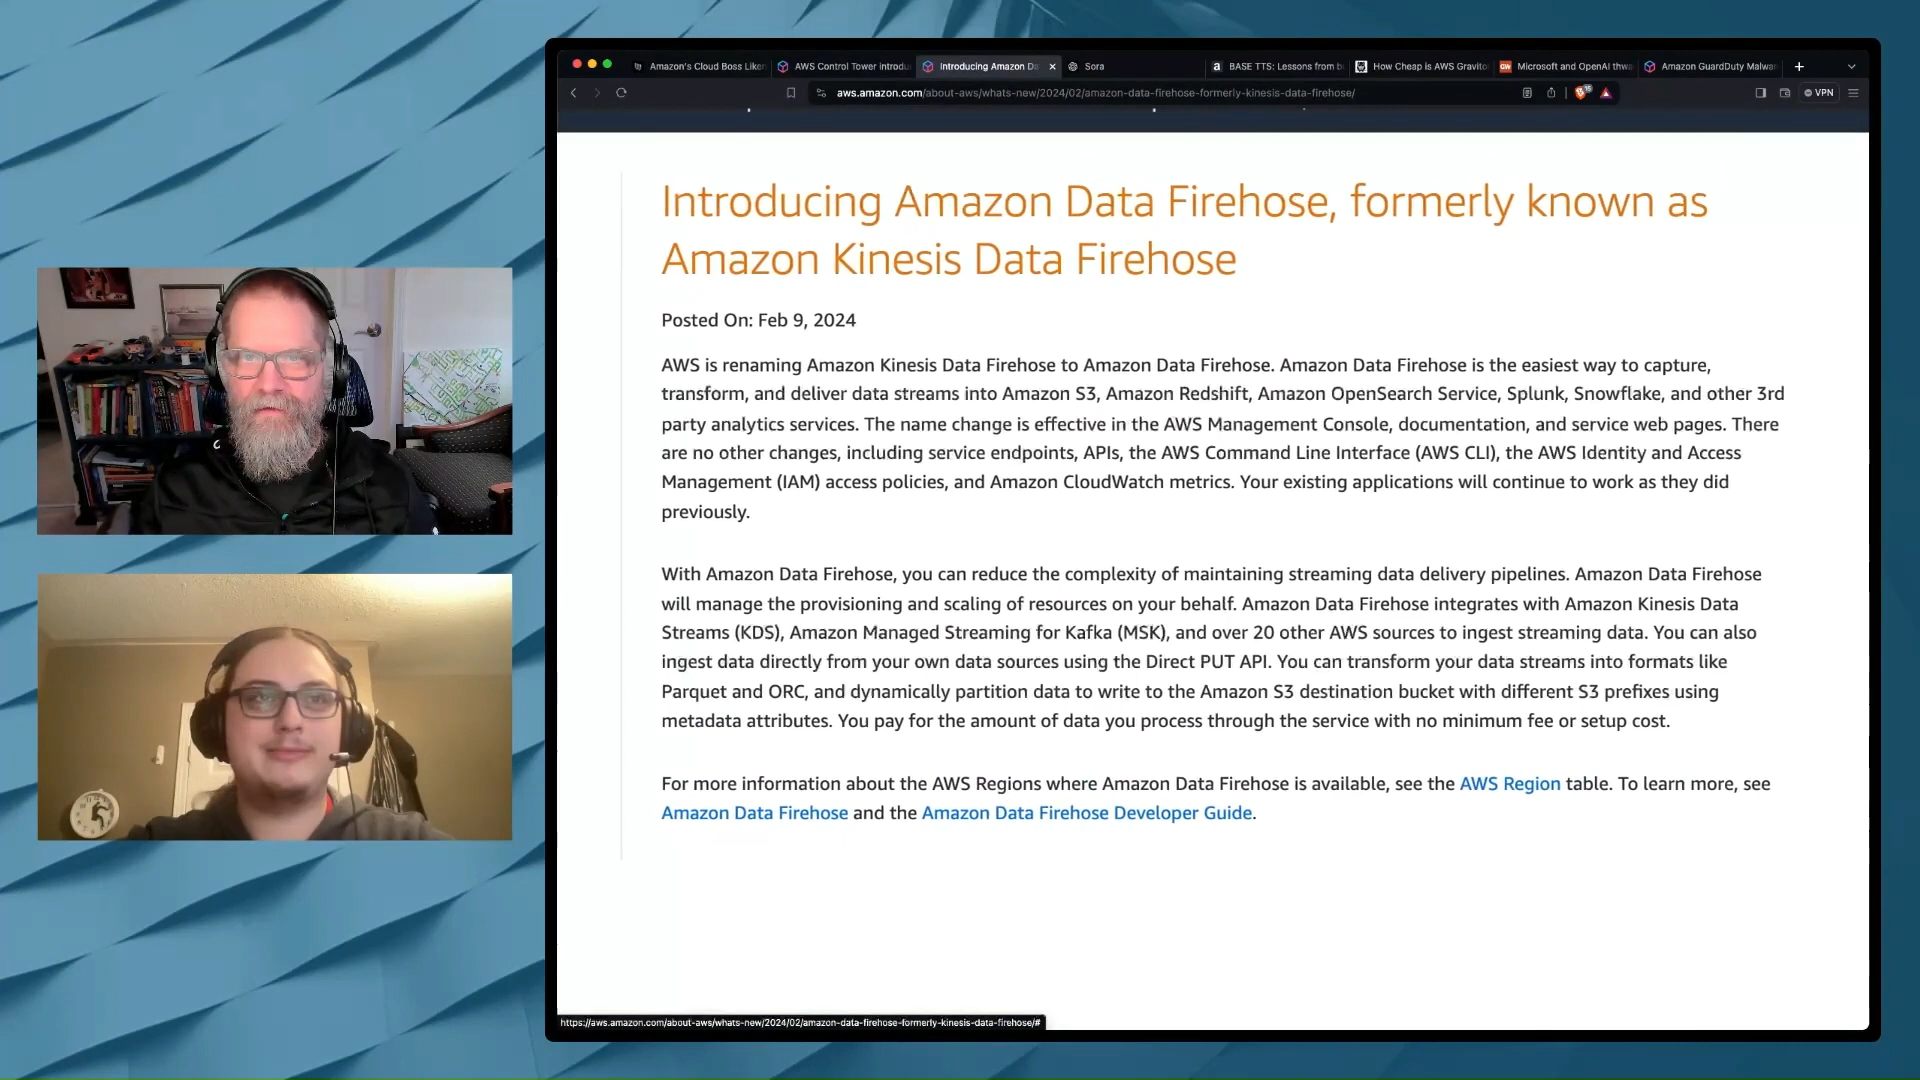 Amazon's Cloud Boss Liken
AWS Control Tower introdu
Introducing Amazon Da
Sora
BASE TTS: Lessons from b
How Cheap is AWS Gravito
Microsoft and OpenAI thwa
Amazon GuardDuty Malwar
aws.amazon.com/about-aws/whats-new/2024/02/amazon-data-firehose-formerly-kinesis-data-firehose/
VPN
Introducing Amazon Data Firehose, formerly known as
Amazon Kinesis Data Firehose
Posted On: Feb 9, 2024
AWS is renaming Amazon Kinesis Data Firehose to Amazon Data Firehose. Amazon Data Firehose is the easiest way to capture,
transform, and deliver data streams into Amazon S3, Amazon Redshift, Amazon OpenSearch Service, Splunk, Snowflake, and other 3rd
party analytics services. The name change is effective in the AWS Management Console, documentation, and service web pages. There
are no other changes, including service endpoints, APIs, the AWS Command Line Interface (AWS CLI), the AWS Identity and Access
Management (IAM) access policies, and Amazon CloudWatch metrics. Your existing applications will continue to work as they did
previously.
With Amazon Data Firehose, you can reduce the complexity of maintaining streaming data delivery pipelines. Amazon Data Firehose
will manage the provisioning and scaling of resources on your behalf. Amazon Data Firehose integrates with Amazon Kinesis Data
Streams (KDS), Amazon Managed Streaming for Kafka (MSK), and over 20 other AWS sources to ingest streaming data. You can also
ingest data directly from your own data sources using the Direct PUT API. You can transform your data streams into formats like
Parquet and ORC, and dynamically partition data to write to the Amazon S3 destination bucket with different S3 prefixes using
metadata attributes. You pay for the amount of data you process through the service with no minimum fee or setup cost.
For more information about the AWS Regions where Amazon Data Firehose is available, see the AWS Region table. To learn more, see
Amazon Data Firehose and the Amazon Data Firehose Developer Guide.
https://aws.amazon.com/about-aws/whats-new/2024/02/amazon-data-firehose-formerly-kinesis-data-firehose/#